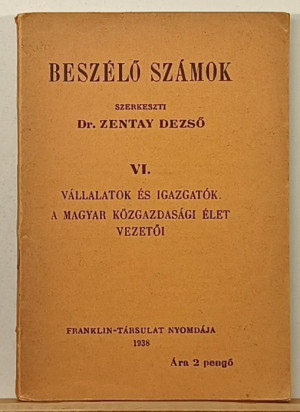 BESZÉLŐ SZÁMOK
SZERKESZTI
Dr. ZENTAY DEZSŐ
VI.
VÁLLALATOK ÉS IGAZGATÓK.
A MAGYAR KÖZGAZDASÁGI ÉLET
VEZETŐI
FRANKLIN-TÁRSULAT NYOMDÁJA
1938
Ára 2 pengő